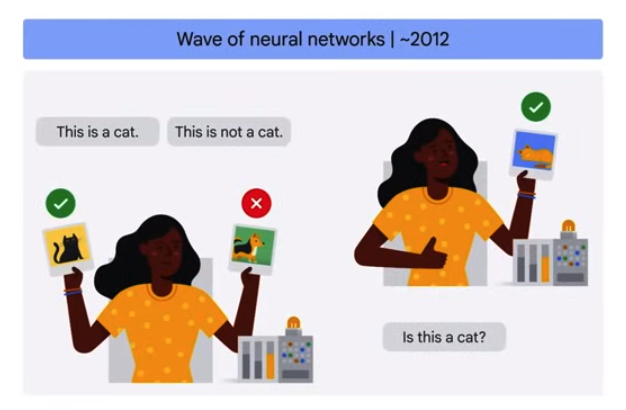 Wave of neural networks | ~2012
This is a cat.
This is not a cat.
Is this a cat?